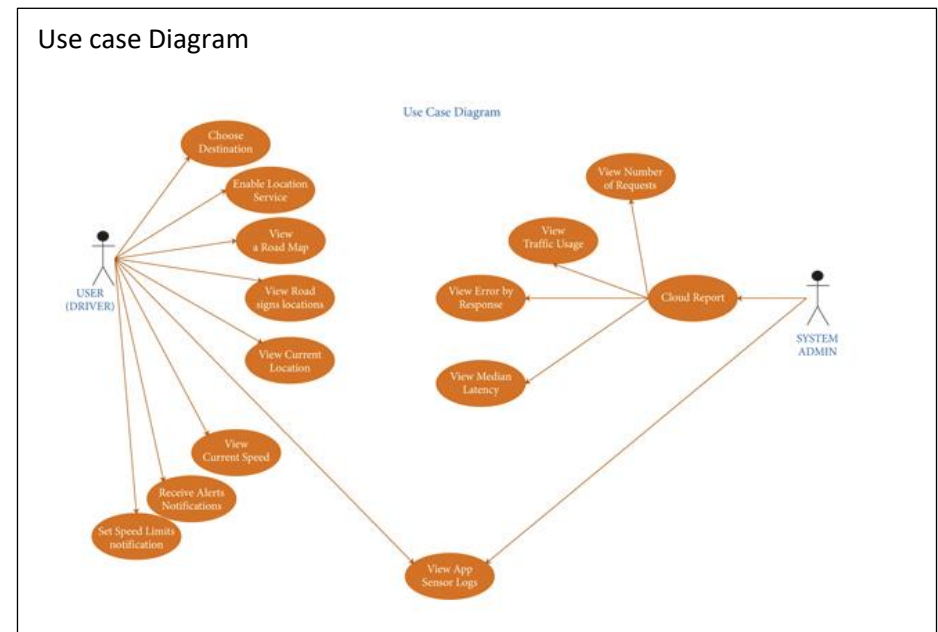 Use case Diagram
Use Case Diagram
Choose
Destination
Enable Location
Service
View
a Road Map
View Road
signs locations
View Current
Location
View
Current Speed
Receive Alerts
Notifications
Set Speed Limits
notification
USER
(DRIVER)
View Number
of Requests
View
Traffic Usage
View Error by
Response
View Median
Latency
Cloud Report
SYSTEM
ADMIN
View App
Sensor Logs